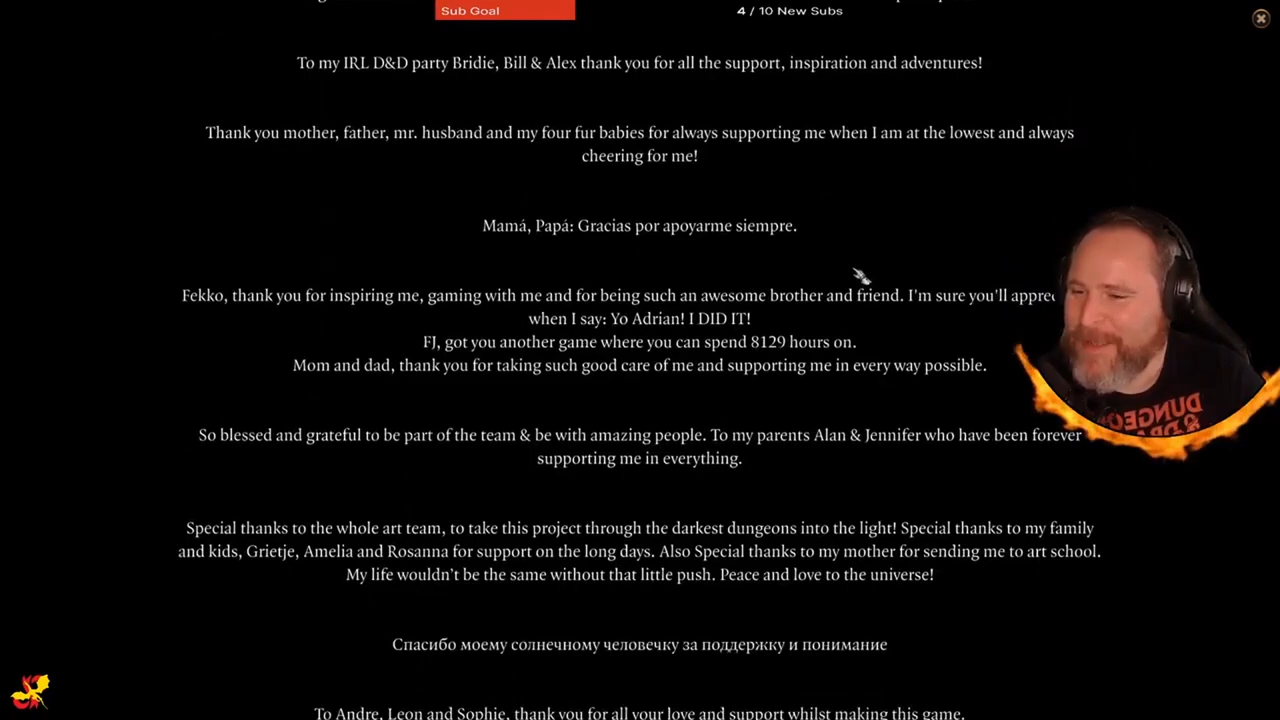 Sub Goal
4 / 10 New Subs
To my IRL D&D party Bridie, Bill & Alex thank you for all the support, inspiration and adventures!
Thank you mother, father, mr. husband and my four fur babies for always supporting me when I am at the lowest and always
cheering for me!
Mamá, Papá: Gracias por apoyarme siempre.
Fekko, thank you for inspiring me, gaming with me and for being such an awesome brother and friend. I'm sure you'll
when I say: Yo Adrian! I DID IT!
FJ, got you another game where you can spend 8129 hours on.
Mom and dad, thank you for taking such good care of me and supporting me in every way possible.
So blessed and grateful to be part of the team & be with amazing people. To my parents Alan & Jennifer who have been forever
supporting me in everything.
Special thanks to the whole art team, to take this project through the darkest dungeons into the light! Special thanks to my family
and kids, Grietje, Amelia and Rosanna for support on the long days. Also Special thanks to my mother for sending me to art school.
My life wouldn't be the same without that little push. Peace and love to the universe!
Спасибо моему солнечному человечку за поддержку и понимание
To Andre, Leon and Sophie, thank you for all your love and support whilst making this game.